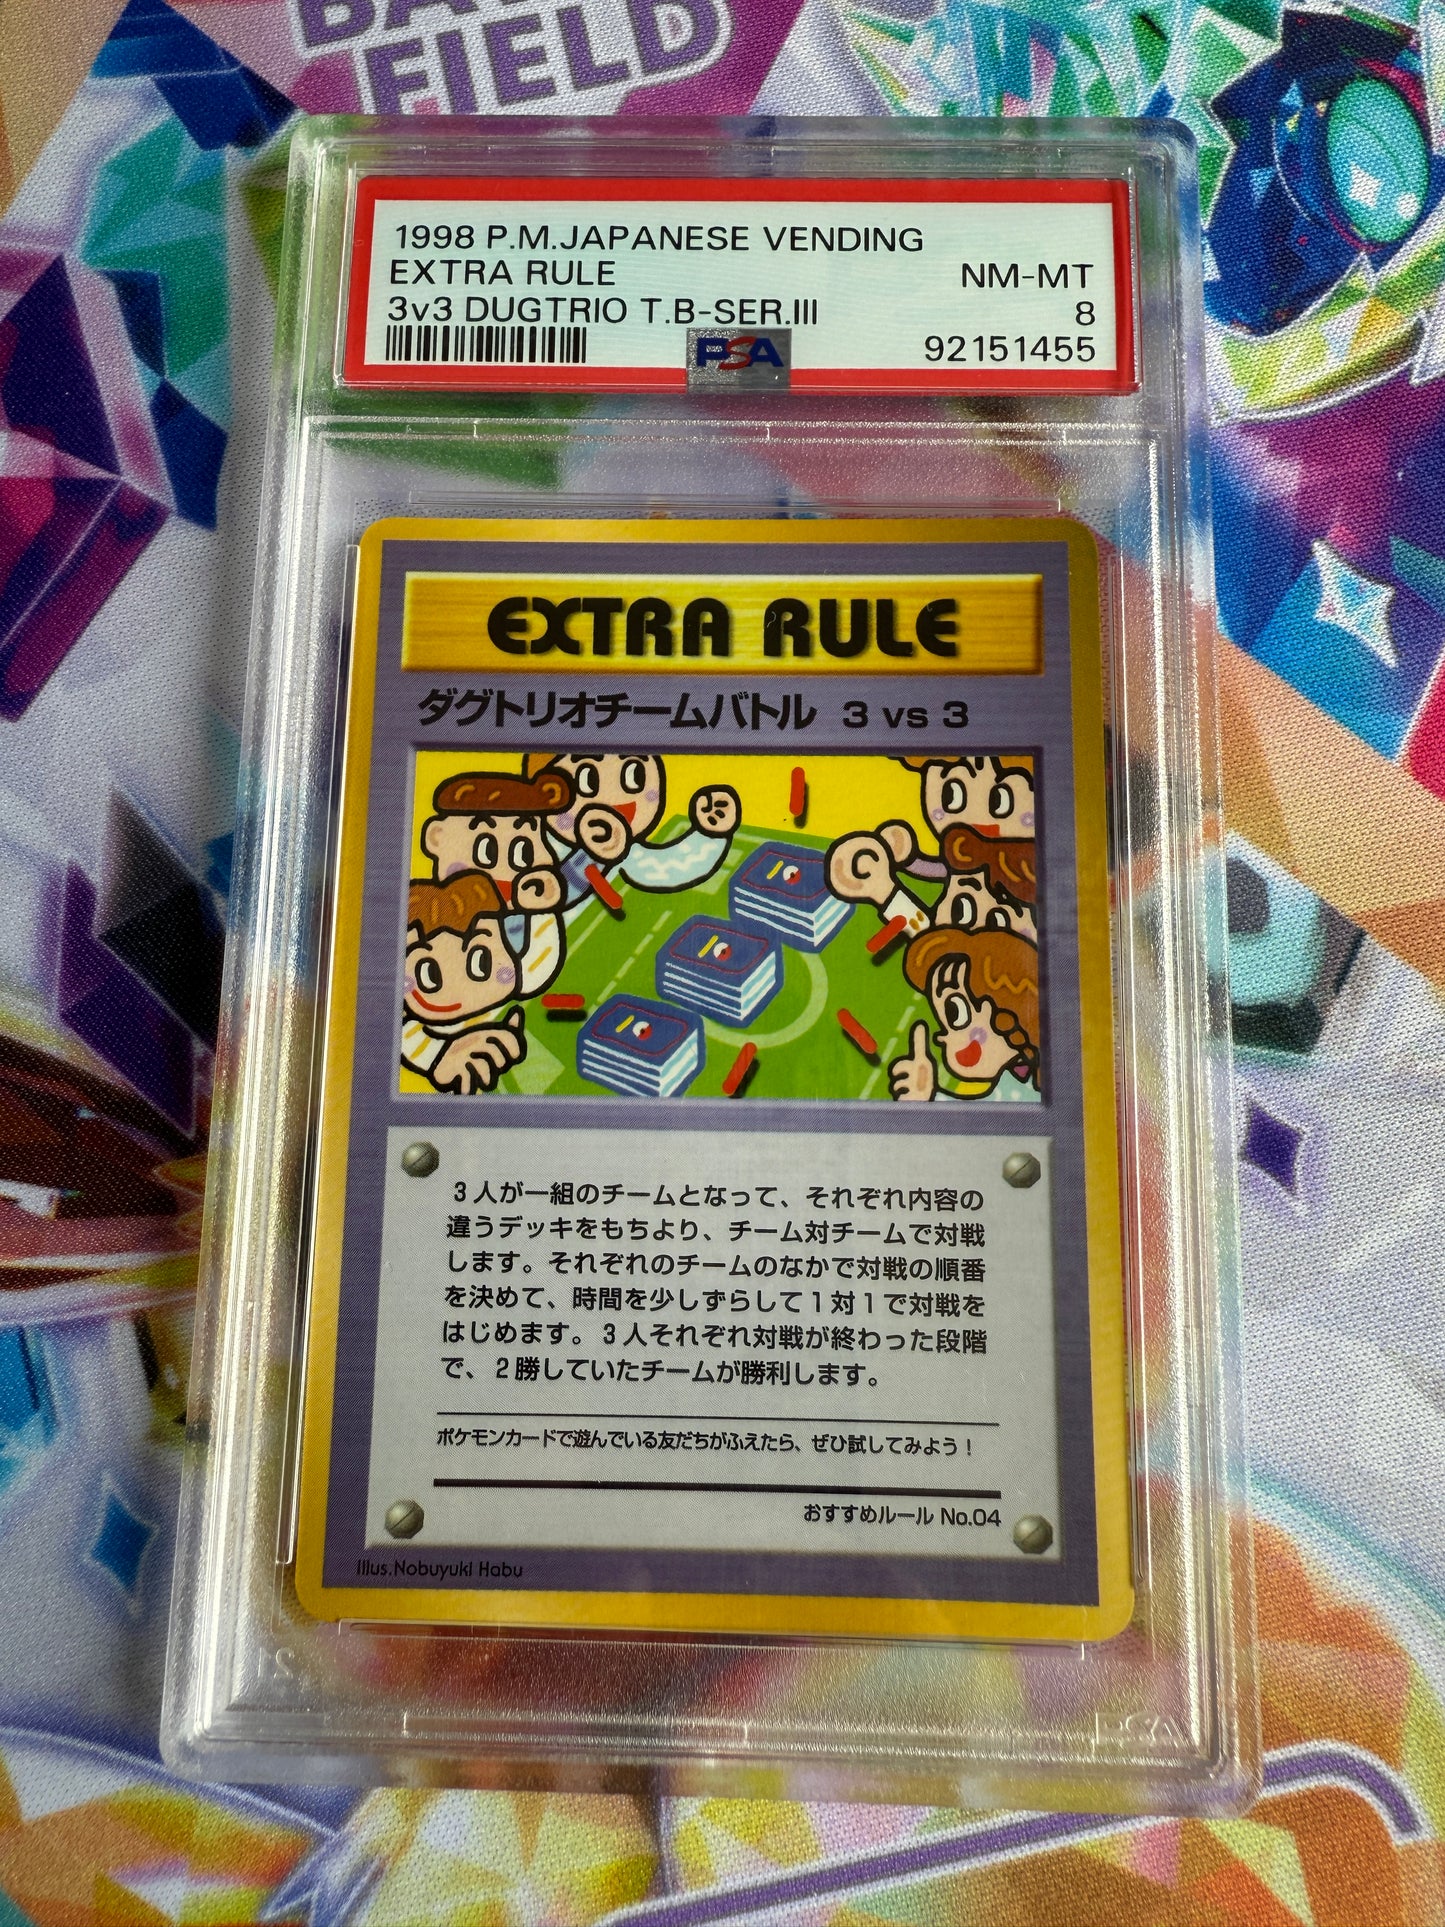 BATTLE
FIELD
1998 P.M.JAPANESE VENDING
EXTRA RULE
NM-MT
3v3 DUGTRIO T.B-SER.III
8
PSA
92151455
EXTRA RULE
ダグトリオチームバトル 3 vs 3
3人が一組のチームとなって、それぞれ内容の
違うデッキをもちより、チーム対チームで対戦
します。それぞれのチームのなかで対戦の順番
を決めて、時間を少しずらして1対1で対戦を
はじめます。3人それぞれ対戦が終わった段階
で、2勝していたチームが勝利します。
ポケモンカードで遊んでいる友だちがふえたら、ぜひ試してみよう！
おすすめルール No.04
Illus.Nobuyuki Habu
PSA